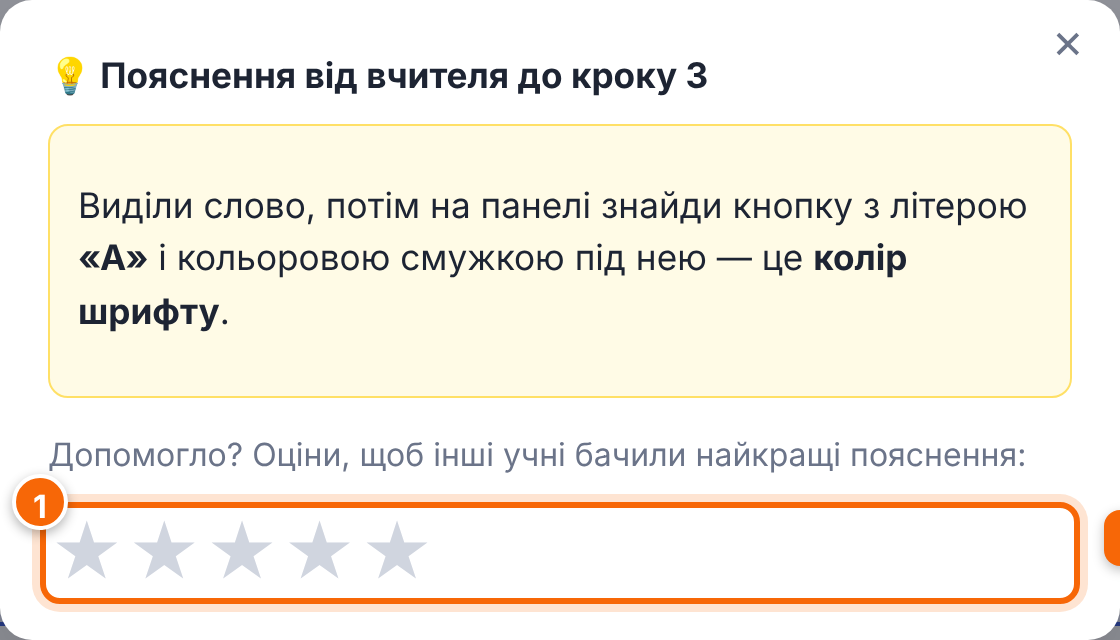 💡 Пояснення від вчителя до кроку 3
Виділи слово, потім на панелі знайди кнопку з літерою
«А» і кольоровою смужкою під нею — це колір
шрифту.
Допомогло? Оціни, щоб інші учні бачили найкращі пояснення:
1